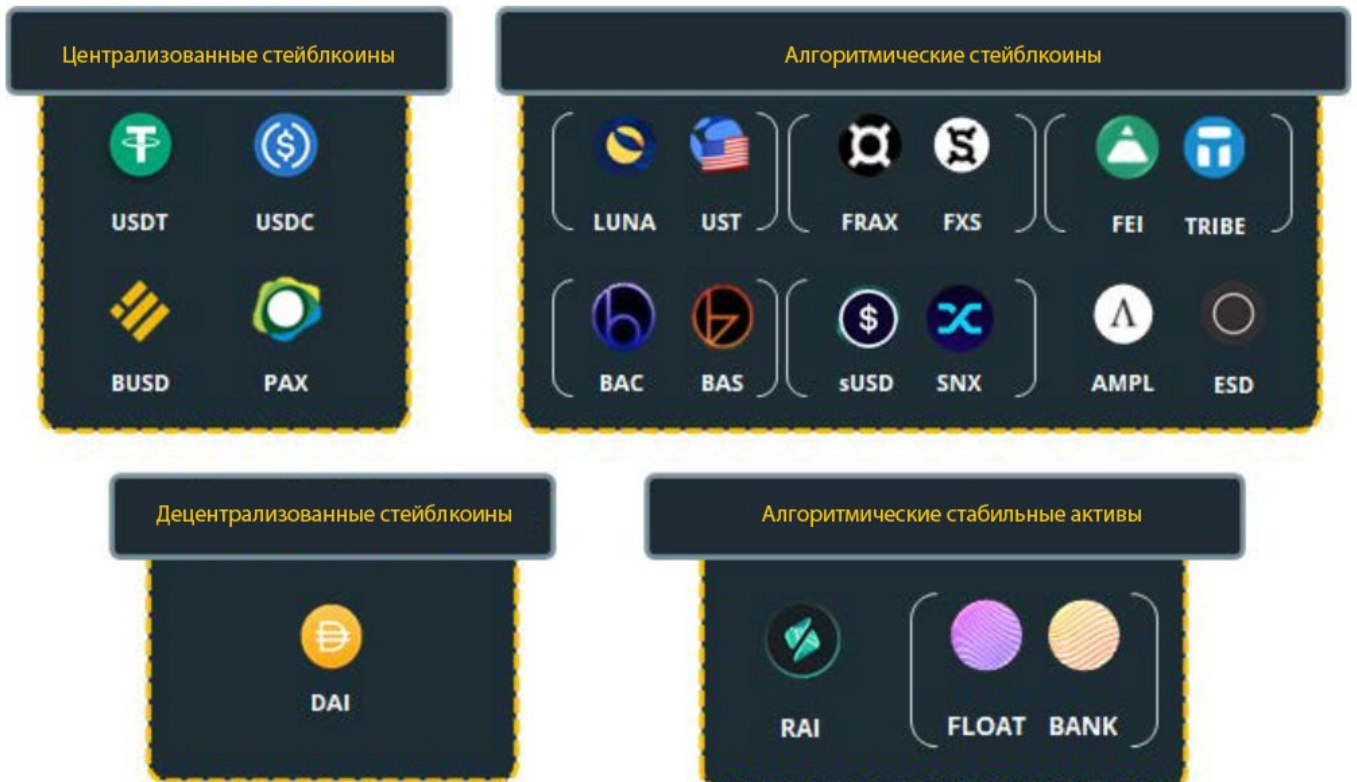 Централизованные стейблкоины
Алгоритмические стейблкоины
USDT USDC
LUNA UST FRAX FXS FEI TRIBE
BUSD PAX
BAC BAS sUSD SNX AMPL ESD
Децентрализованные стейблкоины
Алгоритмические стабильные активы
DAI
RAI FLOAT BANK